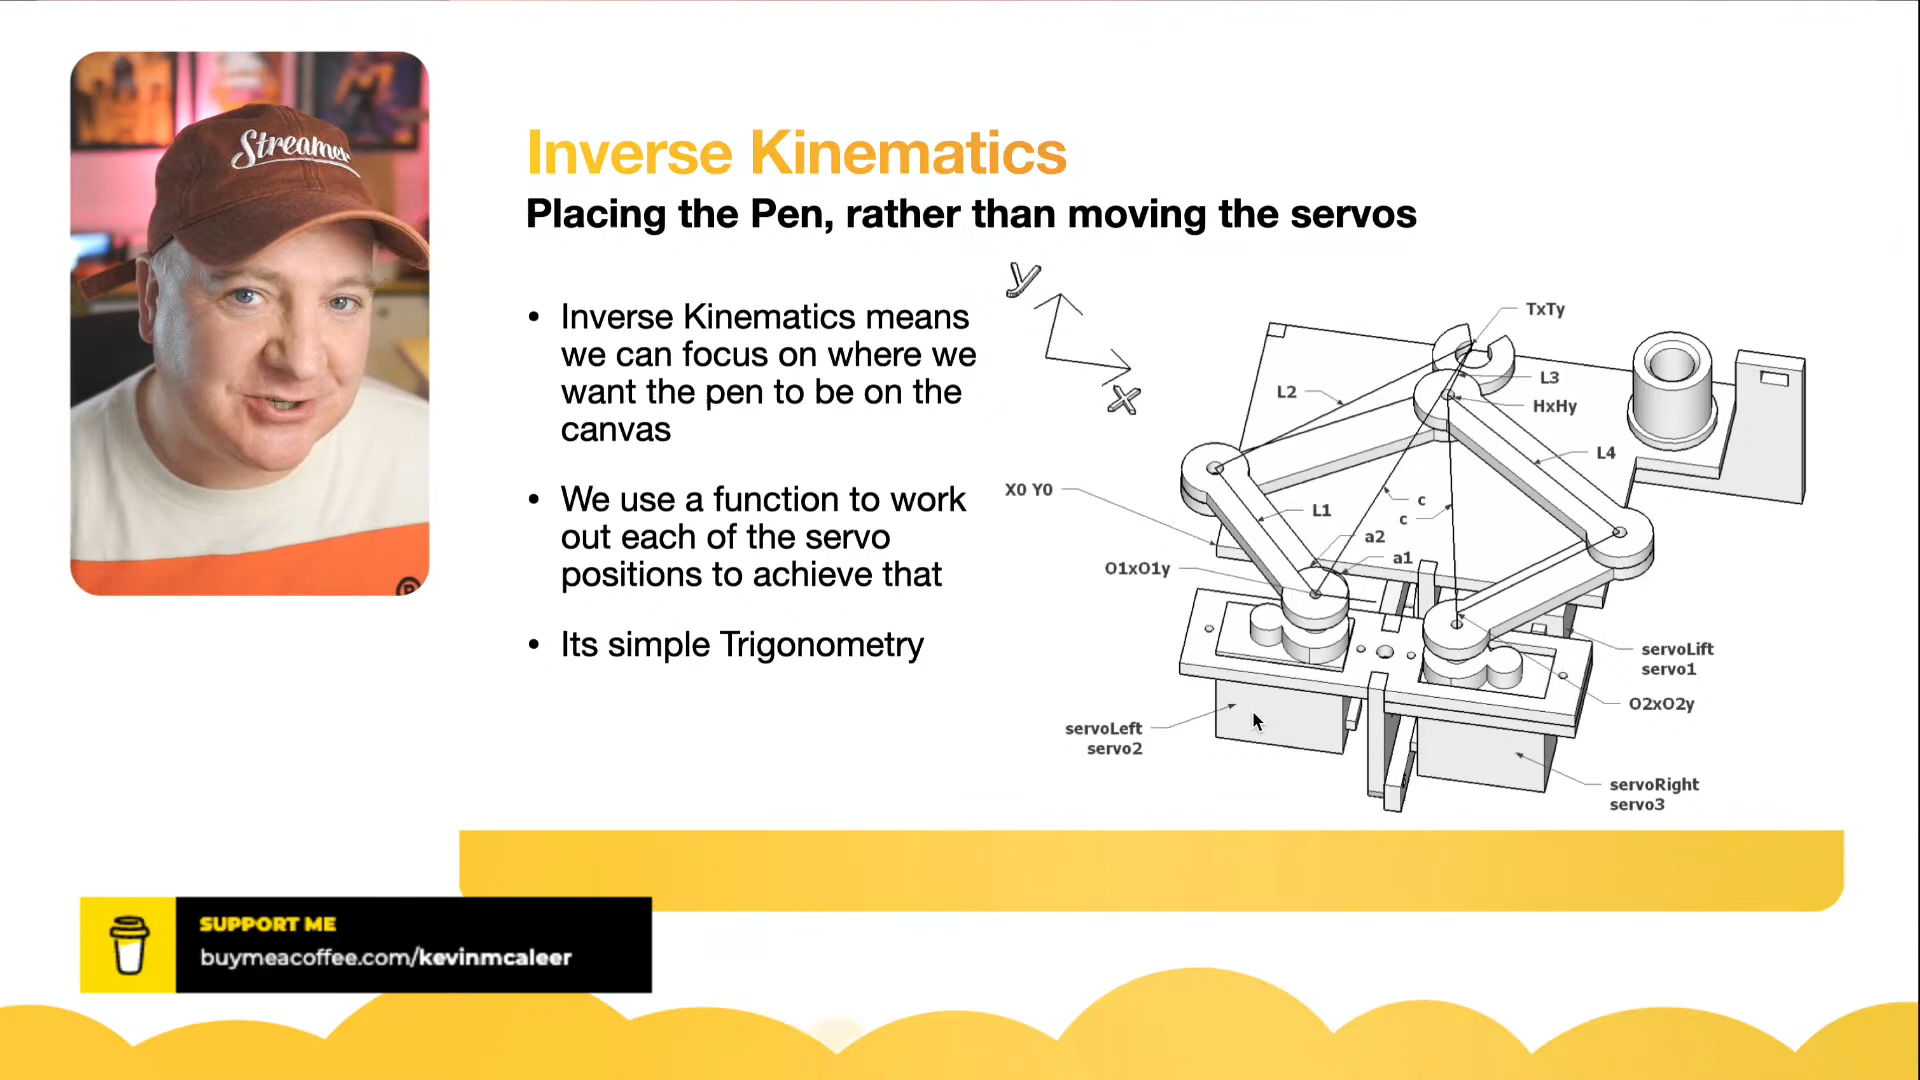 Streamer
Inverse Kinematics
Placing the Pen, rather than moving the servos
• Inverse Kinematics means
we can focus on where we
want the pen to be on the
canvas
• We use a function to work
out each of the servo
positions to achieve that
• Its simple Trigonometry
y
x
TxTy
L3
HxHy
L2
L4
X0 Y0
c
c
L1
a2
a1
O1xO1y
servoLift
servo1
O2xO2y
servoLeft
servo2
servoRight
servo3
SUPPORT ME
buymeacoffee.com/kevinmcaleer